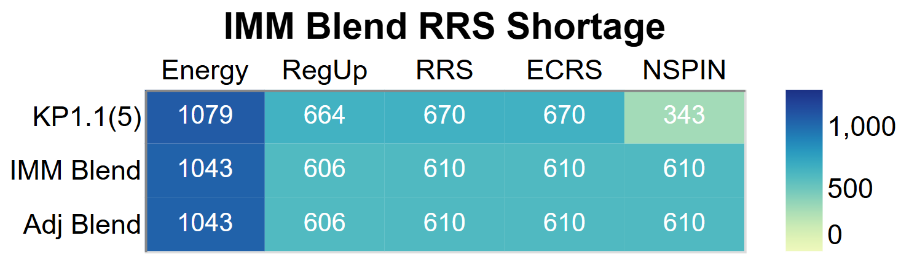 IMM Blend RRS Shortage
Energy RegUp RRS ECRS NSPIN
KP1.1(5) 1079 664 670 670 343
IMM Blend 1043 606 610 610 610
Adj Blend 1043 606 610 610 610
1,000
500
0